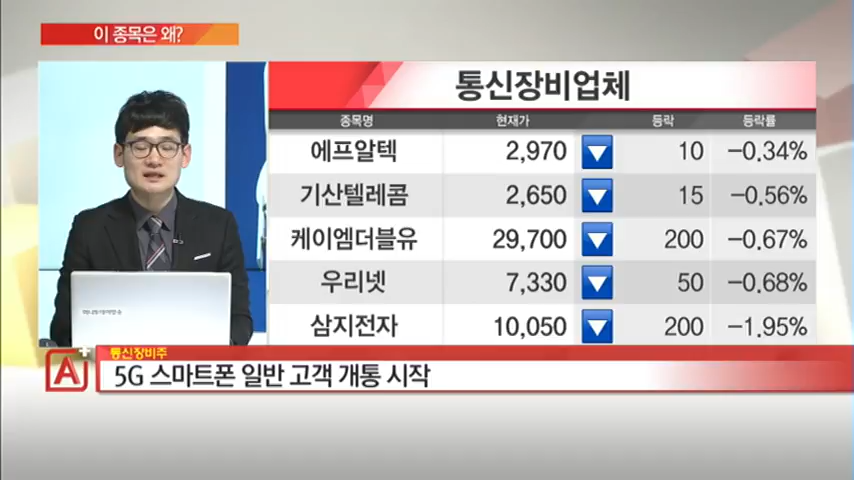 이 종목은 왜?
통신장비업체
종목명 현재가 등락 등락률
에프알텍 2,970 ▼ 10 -0.34%
기산텔레콤 2,650 ▼ 15 -0.56%
케이엠더블유 29,700 ▼ 200 -0.67%
우리넷 7,330 ▼ 50 -0.68%
삼지전자 10,050 ▼ 200 -1.95%
A+ 통신장비주
5G 스마트폰 일반 고객 개통 시작